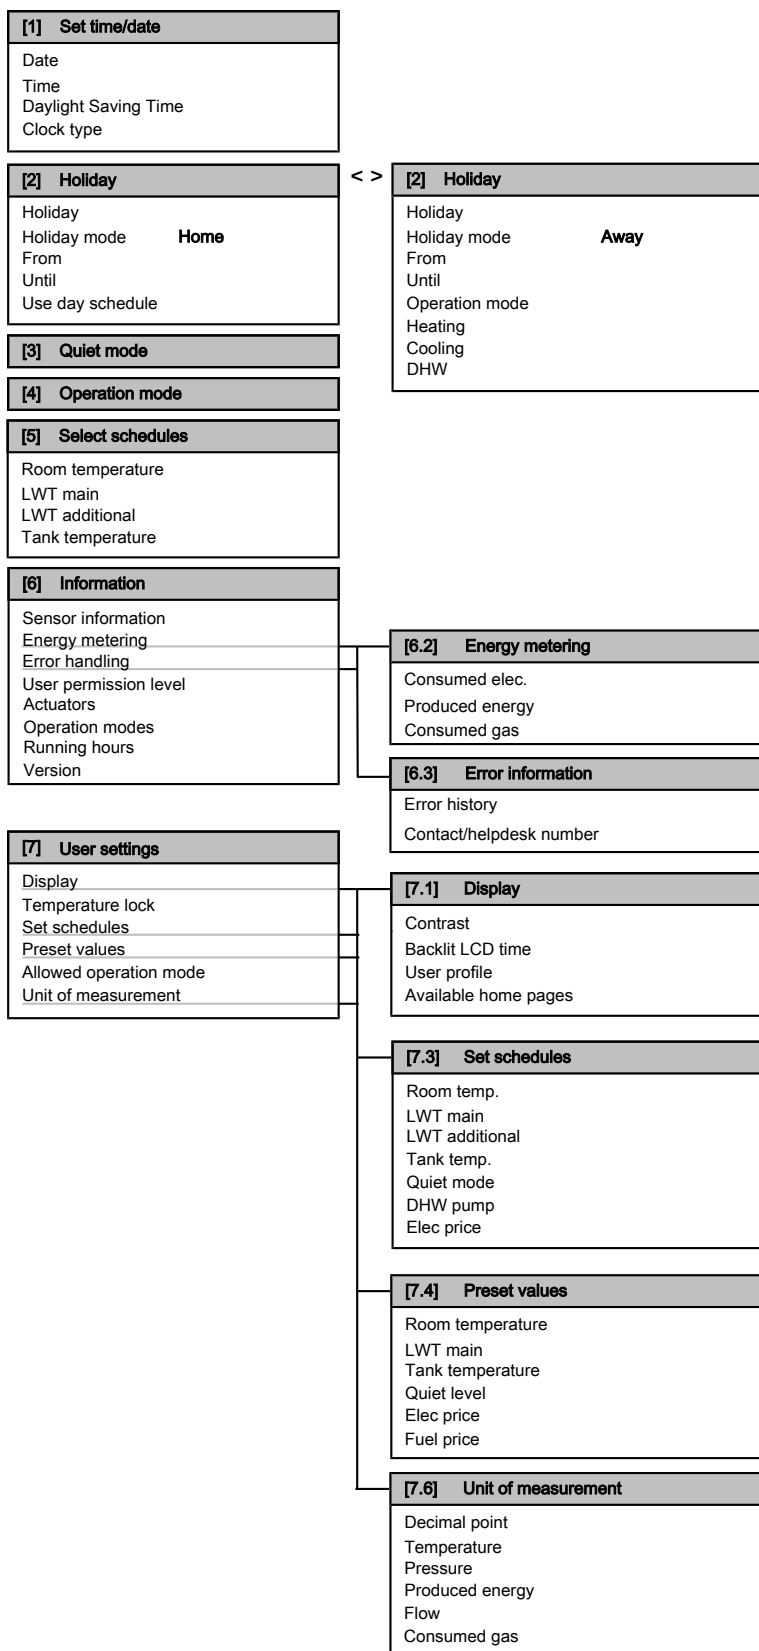 [1] Set time/date
Date
Time
Daylight Saving Time
Clock type
[2] Holiday
Holiday
Holiday mode Home
From
Until
Use day schedule
< >
[2] Holiday
Holiday
Holiday mode Away
From
Until
Operation mode
Heating
Cooling
DHW
[3] Quiet mode
[4] Operation mode
[5] Select schedules
Room temperature
LWT main
LWT additional
Tank temperature
[6] Information
Sensor information
Energy metering
Error handling
User permission level
Actuators
Operation modes
Running hours
Version
[6.2] Energy metering
Consumed elec.
Produced energy
Consumed gas
[6.3] Error information
Error history
Contact/helpdesk number
[7] User settings
Display
Temperature lock
Set schedules
Preset values
Allowed operation mode
Unit of measurement
[7.1] Display
Contrast
Backlit LCD time
User profile
Available home pages
[7.3] Set schedules
Room temp.
LWT main
LWT additional
Tank temp.
Quiet mode
DHW pump
Elec price
[7.4] Preset values
Room temperature
LWT main
Tank temperature
Quiet level
Elec price
Fuel price
[7.6] Unit of measurement
Decimal point
Temperature
Pressure
Produced energy
Flow
Consumed gas